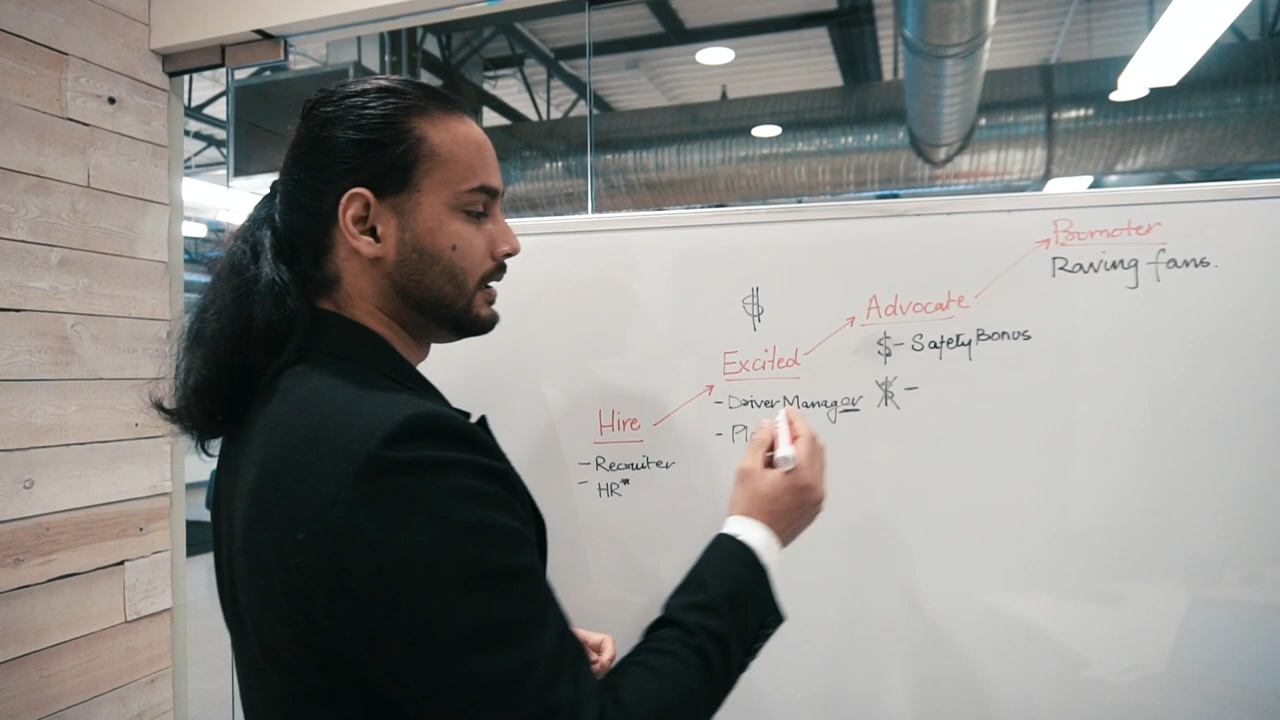 Promoter
Raving fans.
$
Advocate
$ - Safety Bonus
$ -
Excited
- Driver Manager
Hire
- Recruiter
- HR*